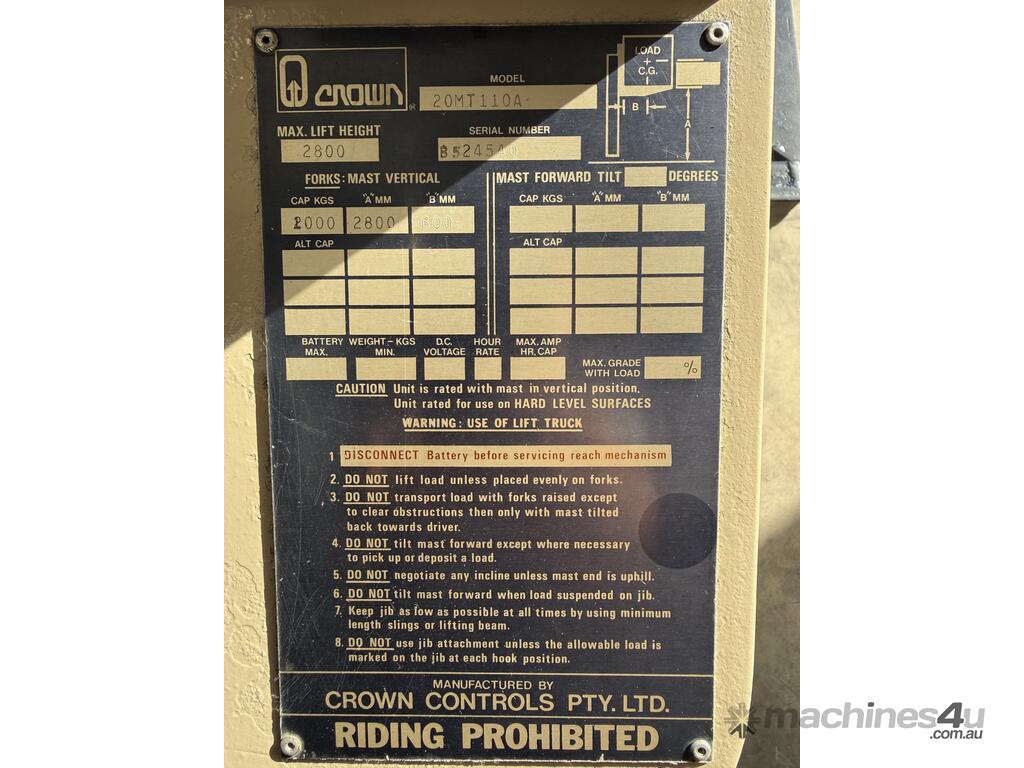 CROWN ®
MODEL
20MT110A
LOAD
C.G.
B
A
MAX. LIFT HEIGHT
2800
SERIAL NUMBER
FORKS: MAST VERTICAL
MAST FORWARD TILT DEGREES
CAP KGS "A" MM "B" MM
CAP KGS "A" MM "B" MM
2000 2800 600
ALT CAP
ALT CAP
BATTERY WEIGHT-KGS
MAX. MIN.
D.C.
VOLTAGE
HOUR
RATE
MAX. AMP
HR. CAP
MAX. GRADE
WITH LOAD
%
CAUTION Unit is rated with mast in vertical position.
Unit rated for use on HARD LEVEL SURFACES
WARNING: USE OF LIFT TRUCK
1 DISCONNECT Battery before servicing reach mechanism
2. DO NOT lift load unless placed evenly on forks.
3. DO NOT transport load with forks raised except
to clear obstructions then only with mast tilted
back towards driver.
4. DO NOT tilt mast forward except where necessary
to pick up or deposit a load.
5. DO NOT negotiate any incline unless mast end is uphill.
6. DO NOT tilt mast forward when load suspended on jib.
7. Keep jib as low as possible at all times by using minimum
length slings or lifting beam.
8. DO NOT use jib attachment unless the allowable load is
marked on the jib at each hook position.
MANUFACTURED BY
CROWN CONTROLS PTY. LTD.
RIDING PROHIBITED
machines4u
.com.au